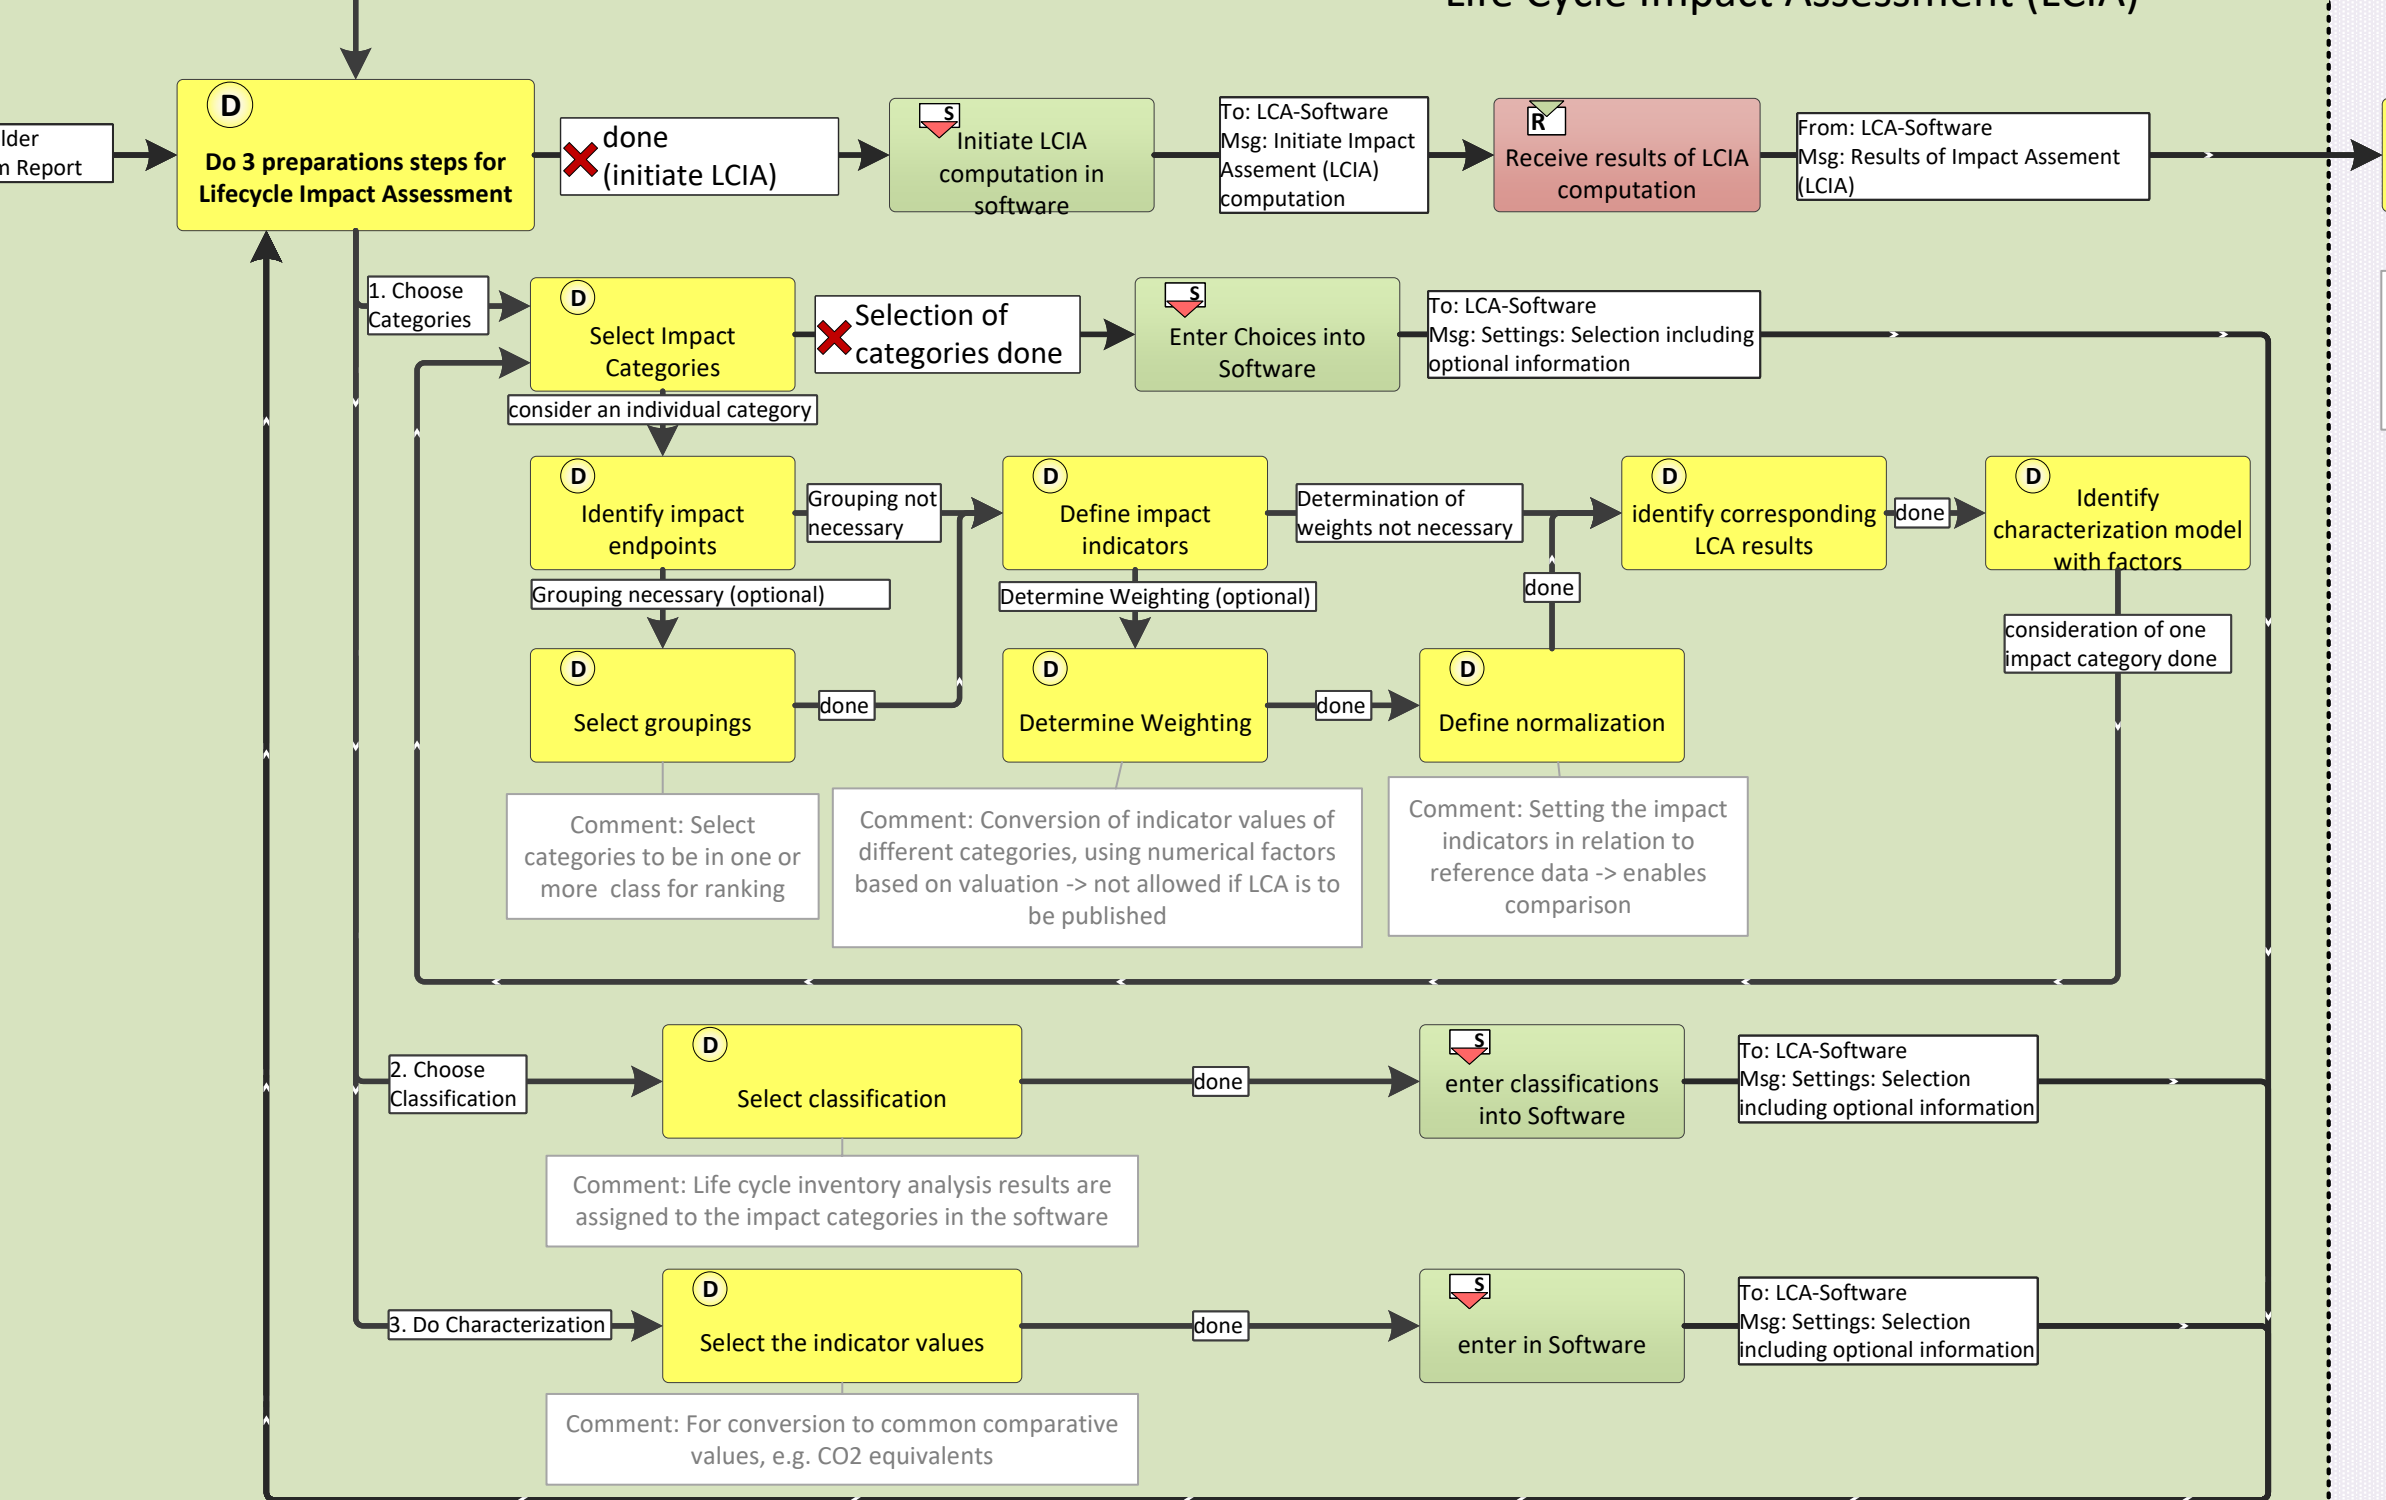 Life Cycle Impact Assessment (LCIA)
lder
m Report
D
Do 3 preparations steps for
Lifecycle Impact Assessment
done
(initiate LCIA)
S
Initiate LCIA
computation in
software
To: LCA-Software
Msg: Initiate Impact
Assement (LCIA)
computation
R
Receive results of LCIA
computation
From: LCA-Software
Msg: Results of Impact Assement
(LCIA)
1. Choose
Categories
D
Select Impact
Categories
Selection of
categories done
S
Enter Choices into
Software
To: LCA-Software
Msg: Settings: Selection including
optional information
consider an individual category
D
Identify impact
endpoints
Grouping not
necessary
D
Define impact
indicators
Determination of
weights not necessary
D
identify corresponding
LCA results
done
D
Identify
characterization model
with factors
Grouping necessary (optional)
Determine Weighting (optional)
done
consideration of one
impact category done
D
Select groupings
done
D
Determine Weighting
done
D
Define normalization
Comment: Select
categories to be in one or
more  class for ranking
Comment: Conversion of indicator values of
different categories, using numerical factors
based on valuation -> not allowed if LCA is to
be published
Comment: Setting the impact
indicators in relation to
reference data -> enables
comparison
2. Choose
Classification
D
Select classification
done
S
enter classifications
into Software
To: LCA-Software
Msg: Settings: Selection
including optional information
Comment: Life cycle inventory analysis results are
assigned to the impact categories in the software
3. Do Characterization
D
Select the indicator values
done
S
enter in Software
To: LCA-Software
Msg: Settings: Selection
including optional information
Comment: For conversion to common comparative
values, e.g. CO2 equivalents